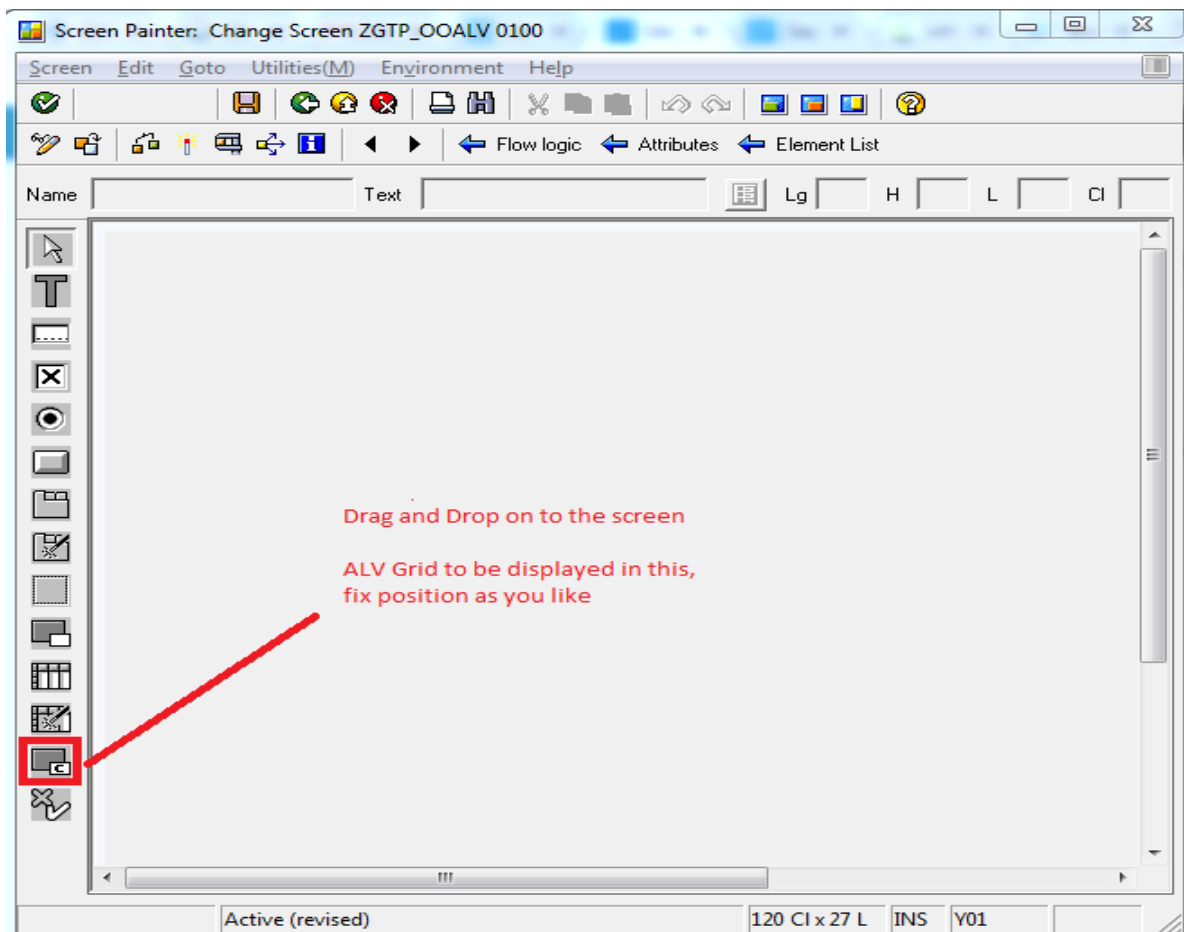 Screen Painter: Change Screen ZGTP_OOALV 0100
Screen Edit Goto Utilities(M) Environment Help
Flow logic Attributes Element List
Name Text Lg H L Cl
T
Drag and Drop on to the screen
ALV Grid to be displayed in this,
fix position as you like
C
Active (revised) 120 Cl x 27 L INS Y01